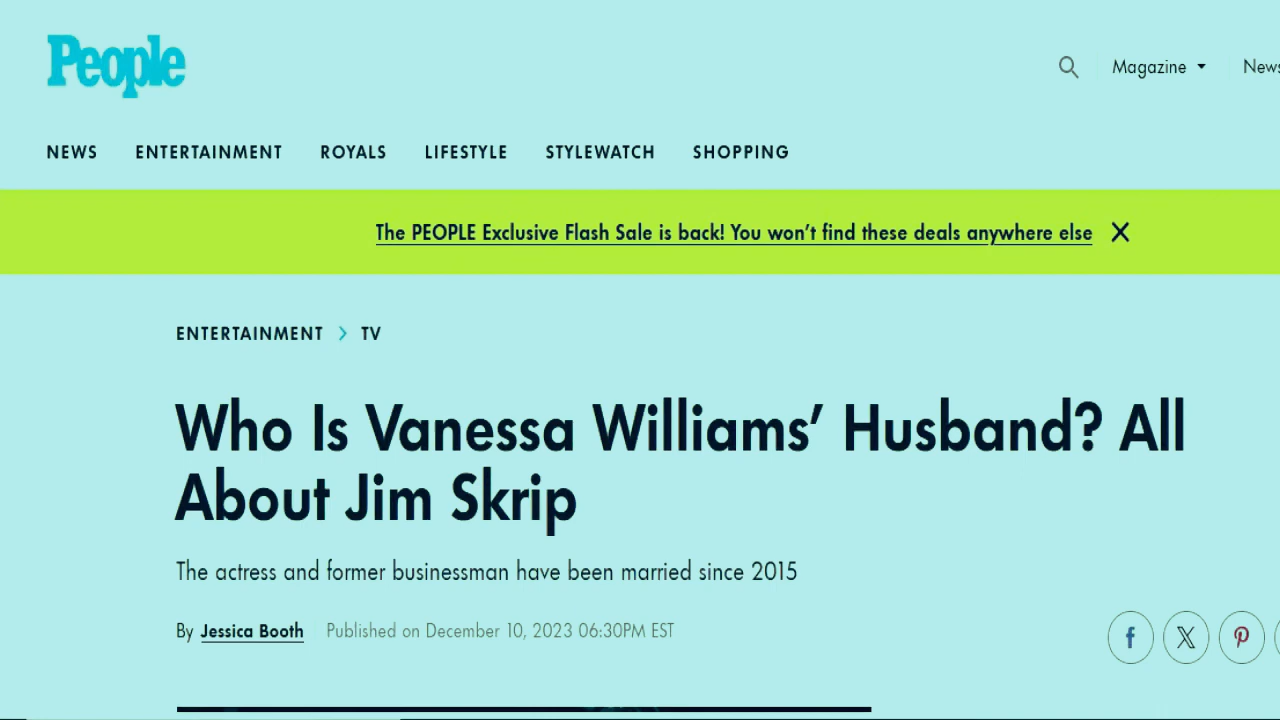 People
Magazine
News
NEWS ENTERTAINMENT ROYALS LIFESTYLE STYLEWATCH SHOPPING
The PEOPLE Exclusive Flash Sale is back! You won't find these deals anywhere else X
ENTERTAINMENT > TV
Who Is Vanessa Williams' Husband? All
About Jim Skrip
The actress and former businessman have been married since 2015
By Jessica Booth Published on December 10, 2023 06:30PM EST